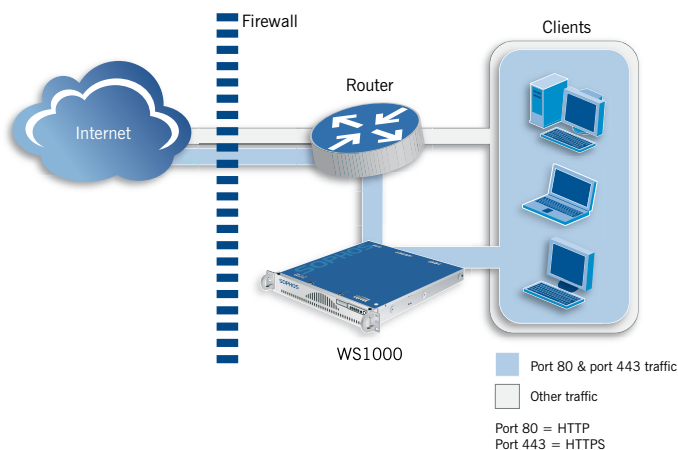 Firewall
Clients
Router
Internet
SOPHOS
SOPHOS
WS1000
Port 80 & port 443 traffic
Other traffic
Port 80 = HTTP
Port 443 = HTTPS